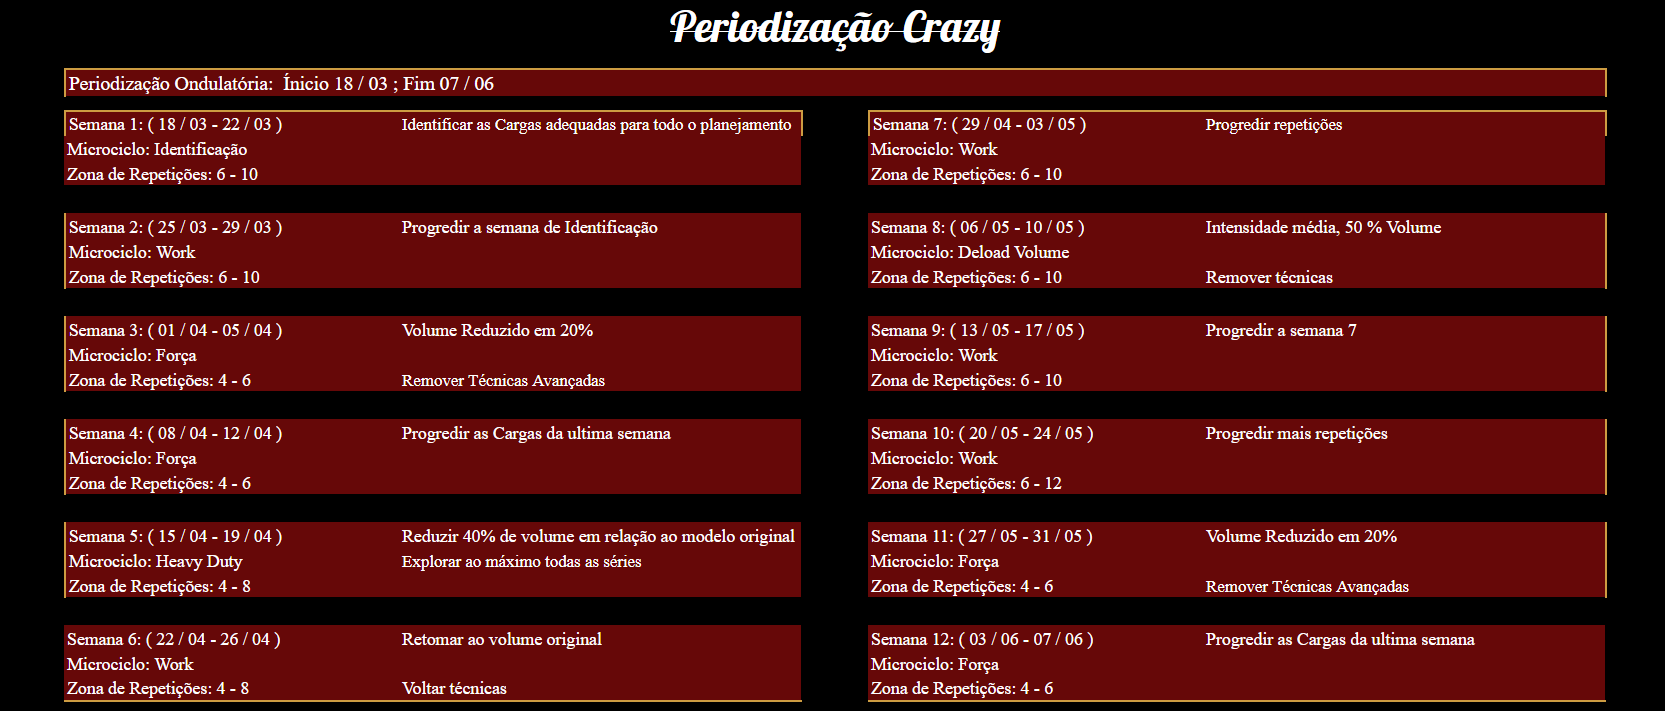 Periodização Crazy
Periodização Ondulatória:  Ínicio 18 / 03 ; Fim 07 / 06
Semana 1: ( 18 / 03 - 22 / 03 ) Identificar as Cargas adequadas para todo o planejamento
Microciclo: Identificação
Zona de Repetições: 6 - 10
Semana 2: ( 25 / 03 - 29 / 03 ) Progredir a semana de Identificação
Microciclo: Work
Zona de Repetições: 6 - 10
Semana 3: ( 01 / 04 - 05 / 04 ) Volume Reduzido em 20%
Microciclo: Força
Zona de Repetições: 4 - 6 Remover Técnicas Avançadas
Semana 4: ( 08 / 04 - 12 / 04 ) Progredir as Cargas da ultima semana
Microciclo: Força
Zona de Repetições: 4 - 6
Semana 5: ( 15 / 04 - 19 / 04 ) Reduzir 40% de volume em relação ao modelo original
Microciclo: Heavy Duty Explorar ao máximo todas as séries
Zona de Repetições: 4 - 8
Semana 6: ( 22 / 04 - 26 / 04 ) Retomar ao volume original
Microciclo: Work
Zona de Repetições: 4 - 8 Voltar técnicas
Semana 7: ( 29 / 04 - 03 / 05 ) Progredir repetições
Microciclo: Work
Zona de Repetições: 6 - 10
Semana 8: ( 06 / 05 - 10 / 05 ) Intensidade média, 50 % Volume
Microciclo: Deload Volume
Zona de Repetições: 6 - 10 Remover técnicas
Semana 9: ( 13 / 05 - 17 / 05 ) Progredir a semana 7
Microciclo: Work
Zona de Repetições: 6 - 10
Semana 10: ( 20 / 05 - 24 / 05 ) Progredir mais repetições
Microciclo: Work
Zona de Repetições: 6 - 12
Semana 11: ( 27 / 05 - 31 / 05 ) Volume Reduzido em 20%
Microciclo: Força
Zona de Repetições: 4 - 6 Remover Técnicas Avançadas
Semana 12: ( 03 / 06 - 07 / 06 ) Progredir as Cargas da ultima semana
Microciclo: Força
Zona de Repetições: 4 - 6